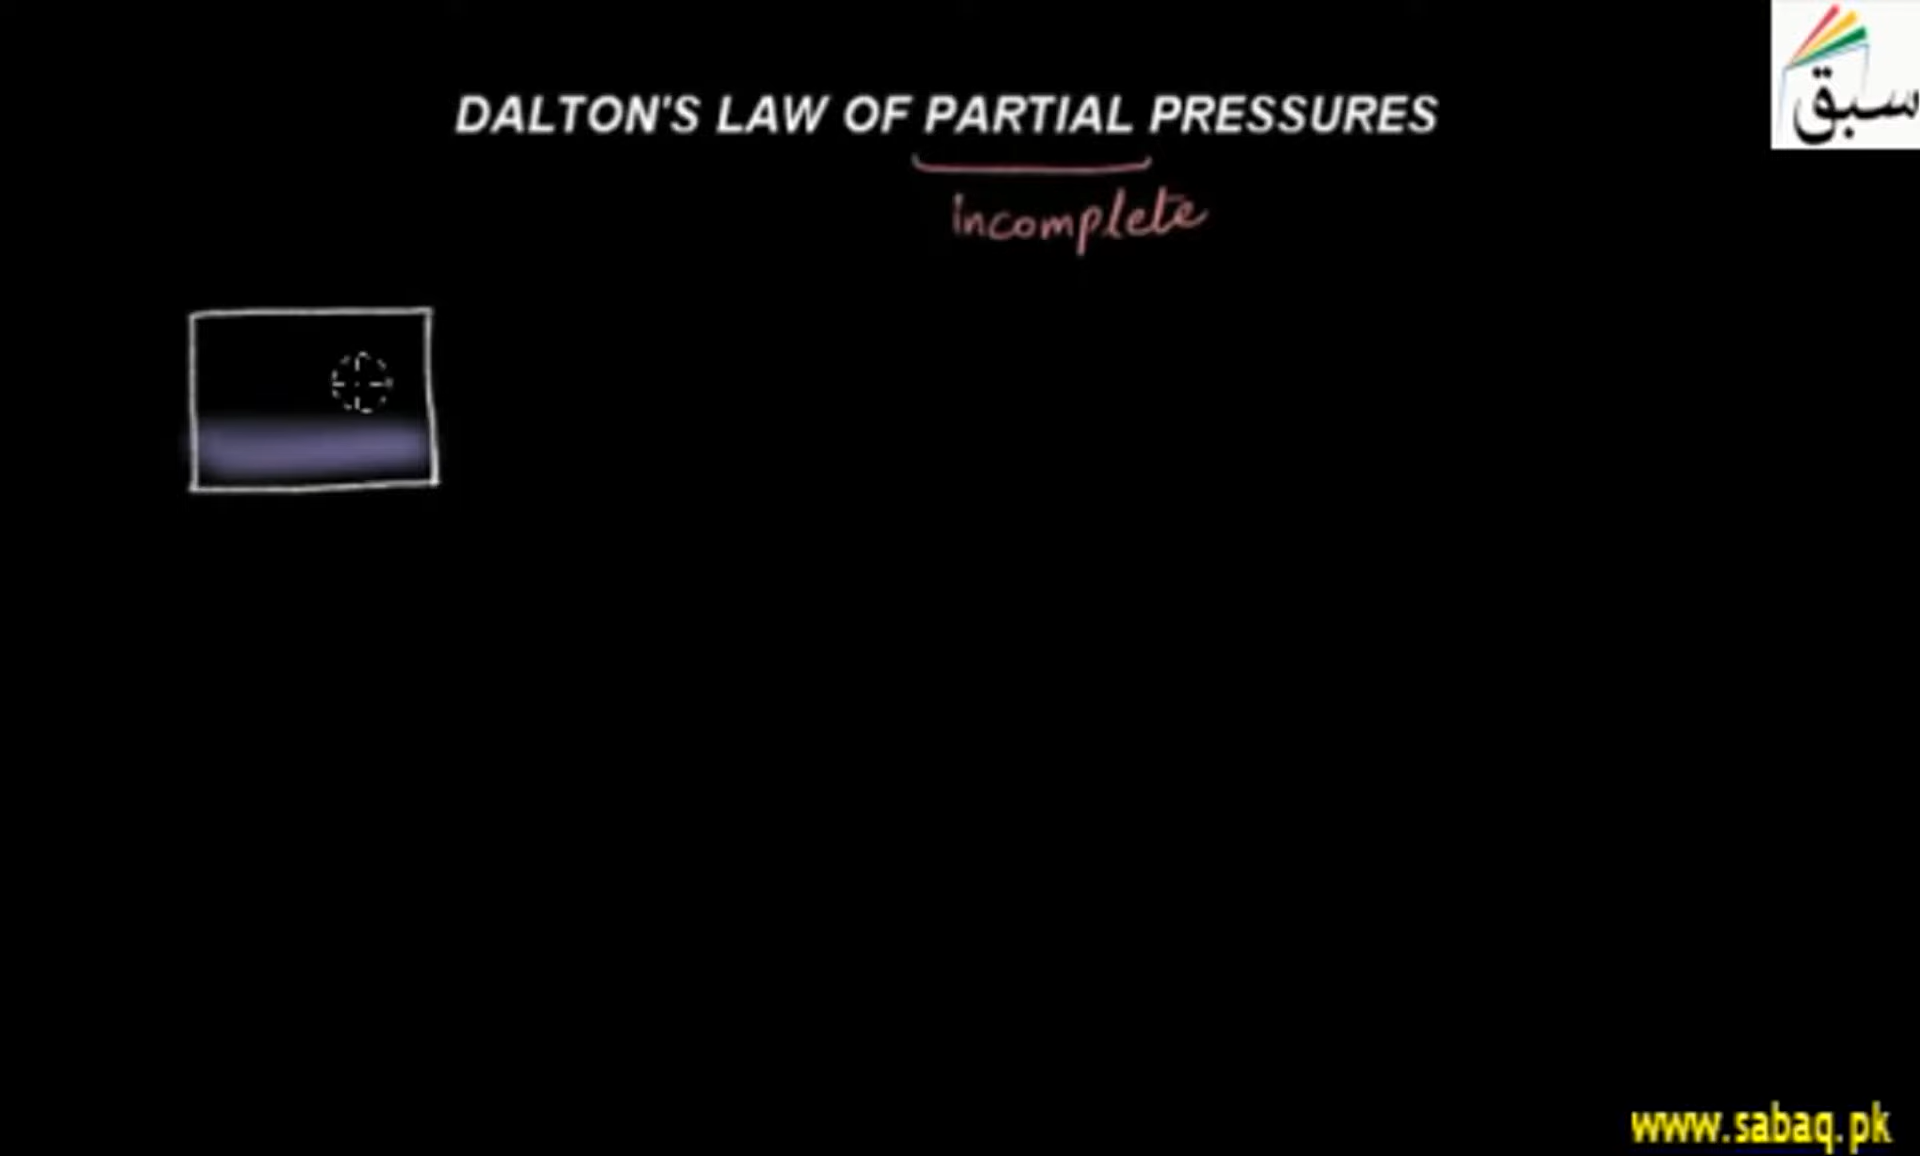 سبق
DALTON'S LAW OF PARTIAL PRESSURES
Incomplete
www.sabaq.pk